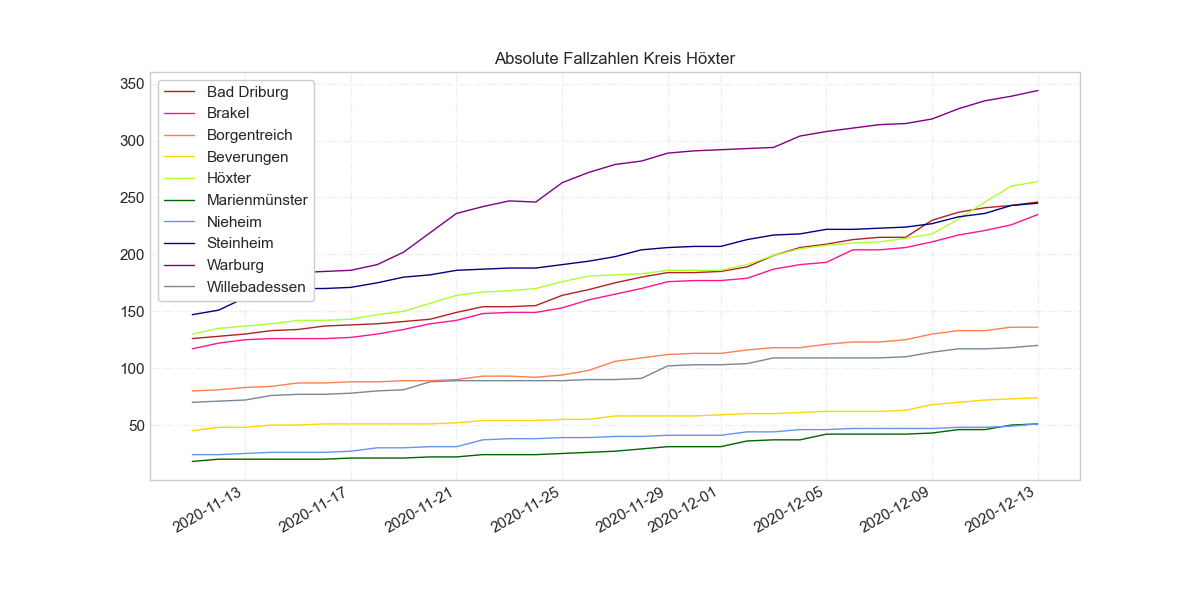 Absolute Fallzahlen Kreis Höxter
350
300
250
200
150
100
50
Bad Driburg
Brakel
Borgentreich
Beverungen
Höxter
Marienmünster
Nieheim
Steinheim
Warburg
Willebadessen
2020-11-13
2020-11-17
2020-11-21
2020-11-25
2020-11-29
2020-12-01
2020-12-05
2020-12-09
2020-12-13